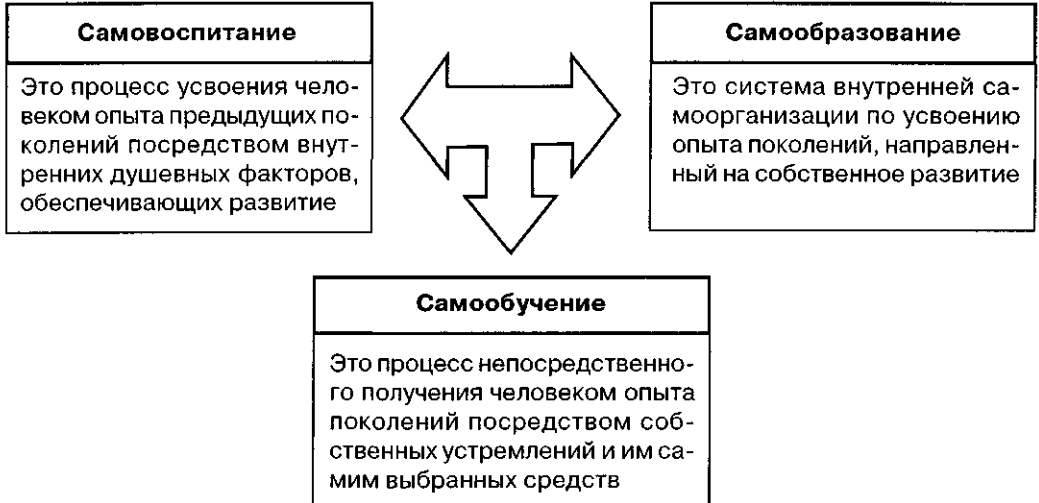 Самовоспитание
Это процесс усвоения чело-
веком опыта предыдущих по-
колений посредством внут-
ренних душевных факторов,
обеспечивающих развитие
Самообразование
Это система внутренней са-
моорганизации по усвоению
опыта поколений, направлен-
ный на собственное развитие
Самообучение
Это процесс непосредственно-
го получения человеком опыта
поколений посредством соб-
ственных устремлений и им са-
мим выбранных средств